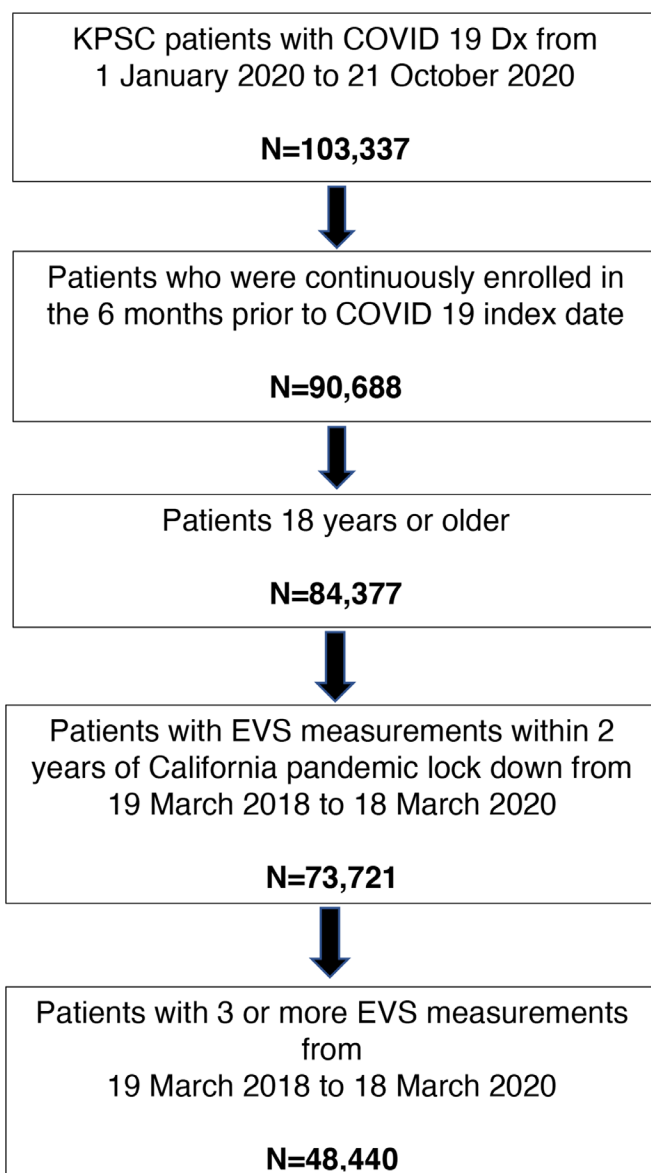 KPSC patients with COVID 19 Dx from
1 January 2020 to 21 October 2020
N=103,337
Patients who were continuously enrolled in
the 6 months prior to COVID 19 index date
N=90,688
Patients 18 years or older
N=84,377
Patients with EVS measurements within 2
years of California pandemic lock down from
19 March 2018 to 18 March 2020
N=73,721
Patients with 3 or more EVS measurements
from
19 March 2018 to 18 March 2020
N=48,440